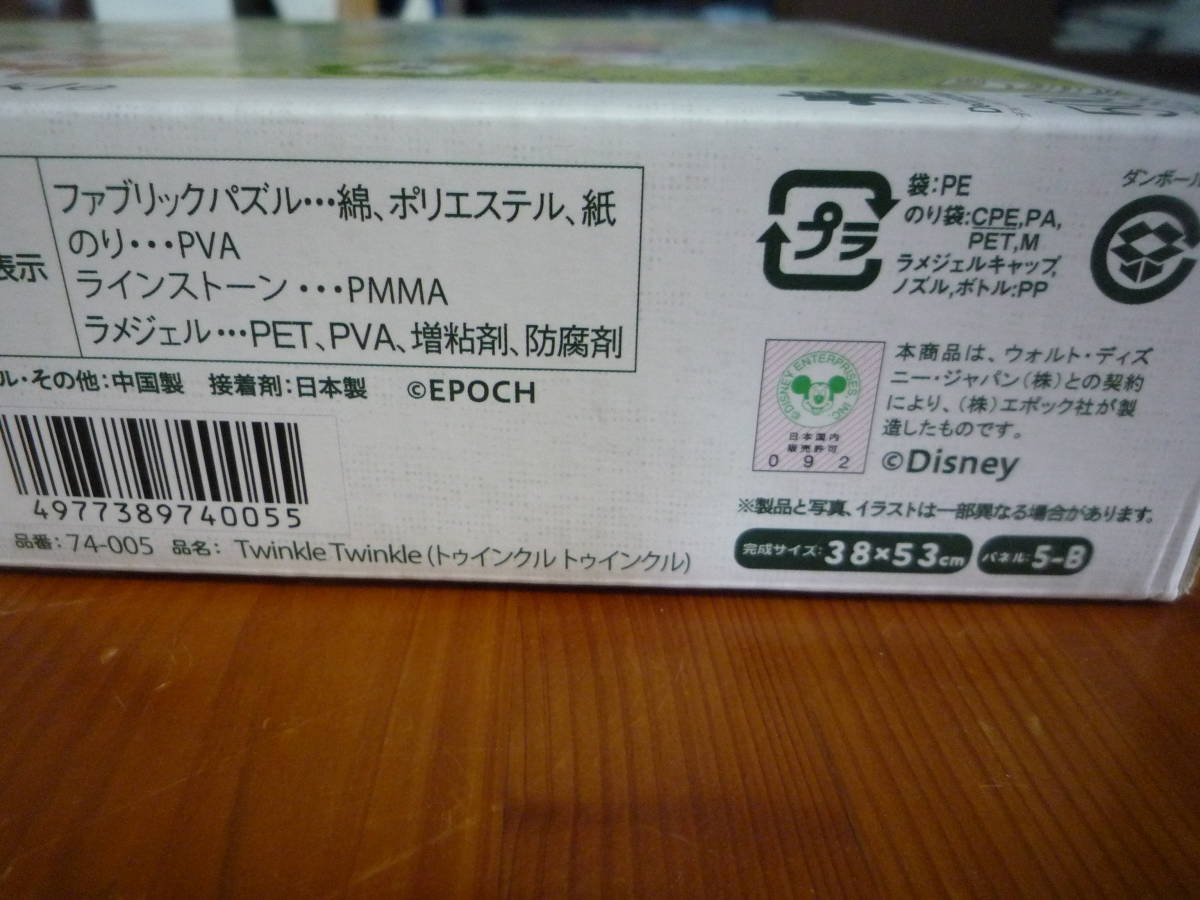 ファブリックパズル…綿、ポリエステル、紙
のり･･･PVA
表示
ラインストーン …PMMA
ラメジェル…PET、PVA、増粘剤、防腐剤
ル・その他：中国製 接着剤：日本製 ©EPOCH
4977389740055
品番：74-005 品名： Twinkle Twinkle (トゥインクル トゥインクル)
プラ
袋：PE
のり袋：CPE,PA,
PET,M
ラメジェルキャップ,
ノズル,ボトル：PP
ダンボール
©DISNEY ENTERPRISES, INC.
日本国内
販売許可
092
本商品は、ウォルト・ディズ
ニー・ジャパン（株）との契約
により、（株）エポック社が製
造したものです。
©Disney
※製品と写真、イラストは一部異なる場合があります。
完成サイズ：38×53cm パネル：5-B